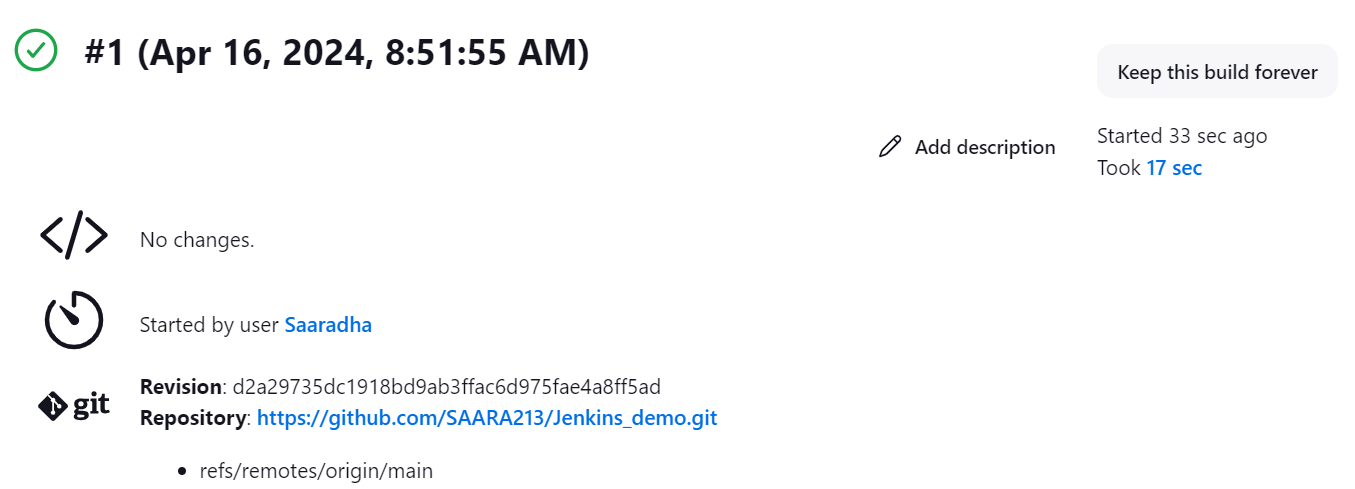 #1 (Apr 16, 2024, 8:51:55 AM)
Keep this build forever
Add description
Started 33 sec ago
Took 17 sec
No changes.
Started by user Saaradha
git
Revision: d2a29735dc1918bd9ab3ffac6d975fae4a8ff5ad
Repository: https://github.com/SAARA213/Jenkins_demo.git
• refs/remotes/origin/main